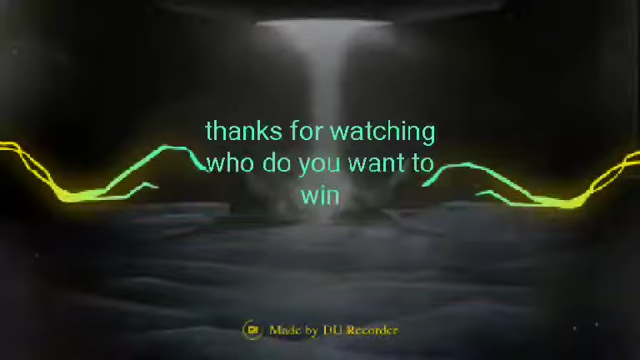 thanks for watching
who do you want to
win
Made by DU Recorder